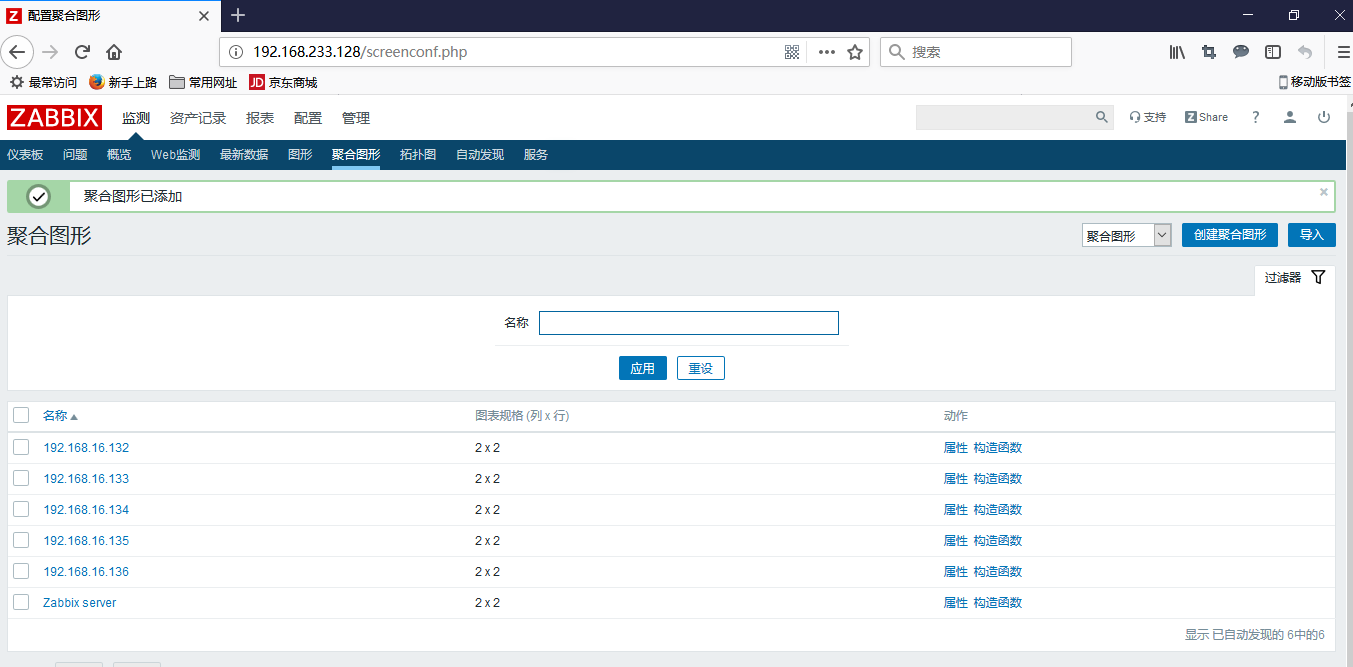 Z 配置聚合图形
192.168.233.128/screenconf.php 搜索
最常访问 新手上路 常用网址 JD 京东商城 移动版书签
ZABBIX 监测 资产记录 报表 配置 管理 支持 Z Share ?
仪表板 问题 概览 Web监测 最新数据 图形 聚合图形 拓扑图 自动发现 服务
聚合图形已添加
聚合图形 聚合图形 创建聚合图形 导入
过滤器
名称
应用 重设
名称 图表规格 (列 x 行) 动作
192.168.16.132 2 x 2 属性 构造函数
192.168.16.133 2 x 2 属性 构造函数
192.168.16.134 2 x 2 属性 构造函数
192.168.16.135 2 x 2 属性 构造函数
192.168.16.136 2 x 2 属性 构造函数
Zabbix server 2 x 2 属性 构造函数
显示 已自动发现的 6中的6